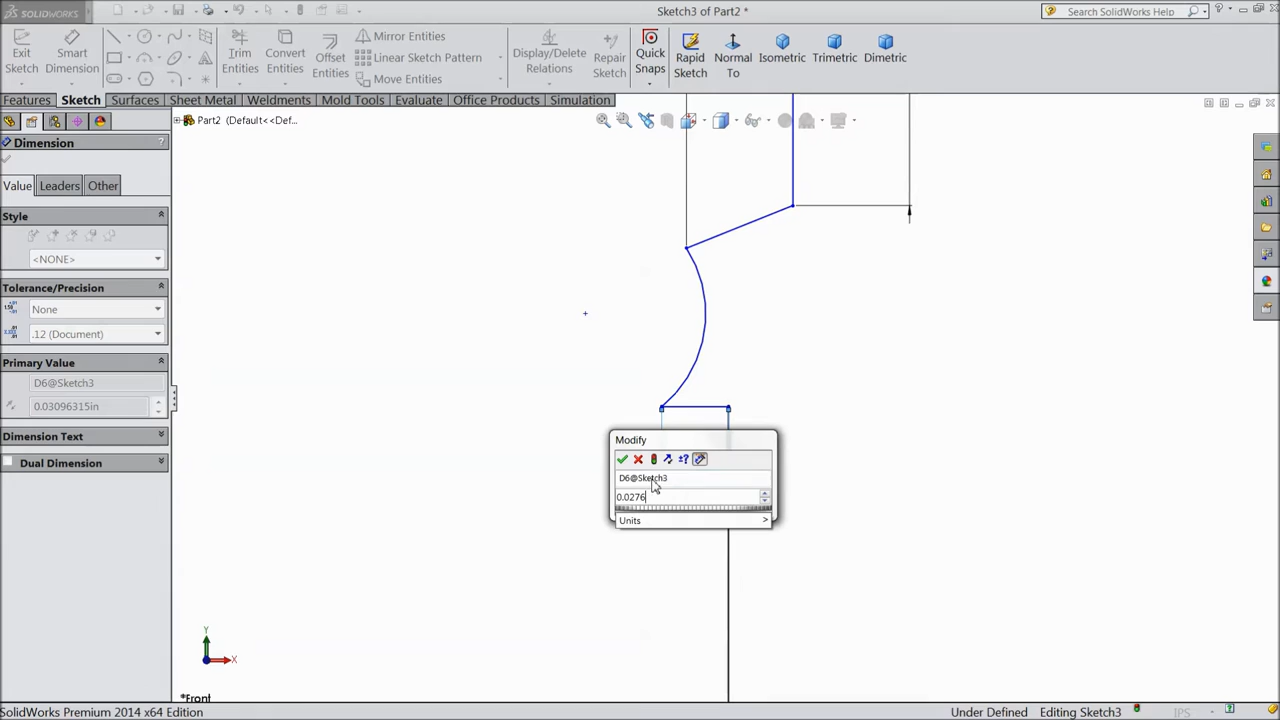 SOLIDWORKS
Sketch3 of Part2 *
Search SolidWorks Help
Exit Sketch
Smart Dimension
Trim Entities
Convert Entities
Offset Entities
Mirror Entities
Linear Sketch Pattern
Move Entities
Display/Delete Relations
Repair Sketch
Quick Snaps
Rapid Sketch
Normal To
Isometric
Trimetric
Dimetric
Features
Sketch
Surfaces
Sheet Metal
Weldments
Mold Tools
Evaluate
Office Products
Simulation
Part2 (Default<<Def...
Dimension
?
Value
Leaders
Other
Style
<NONE>
Tolerance/Precision
None
.12 (Document)
Primary Value
D6@Sketch3
0.03096315in
Dimension Text
Dual Dimension
Modify
D6@Sketch3
0.0276
Units >
Y
X
*Front
SolidWorks Premium 2014 x64 Edition
Under Defined
Editing Sketch3
IPS